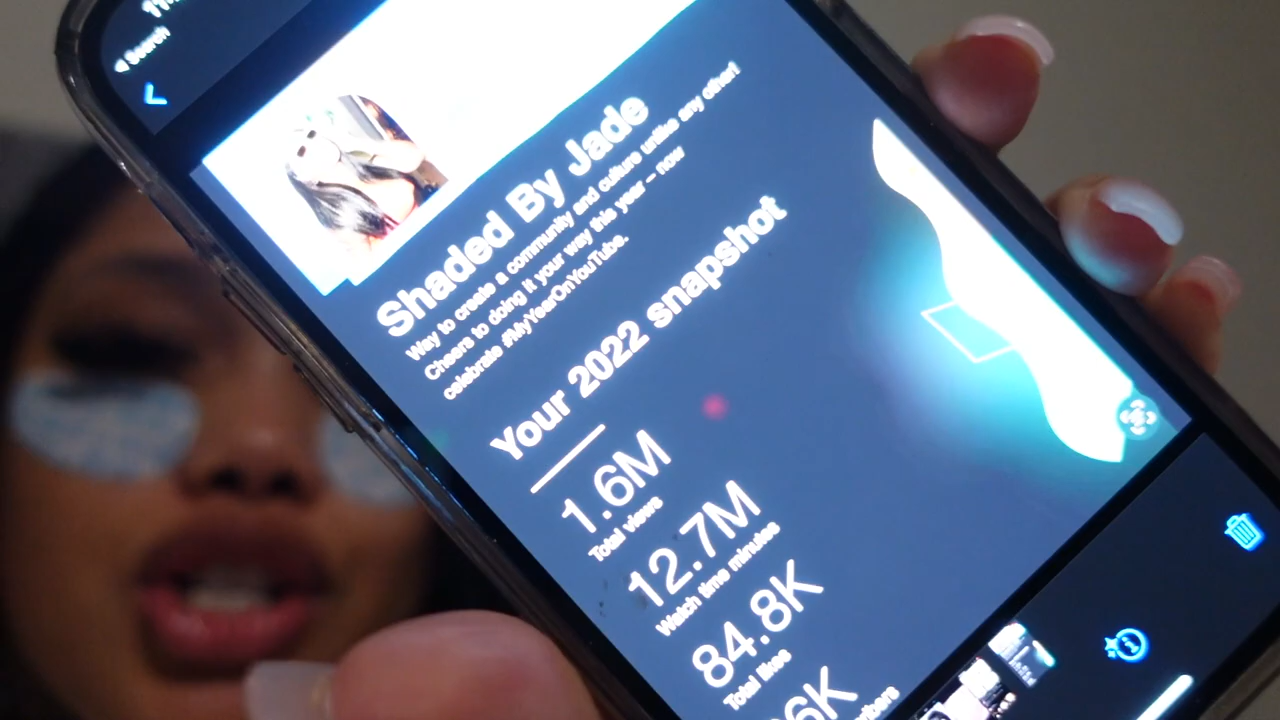 Search
Shaded By Jade
Way to create a community and culture unlike any other!
Cheers to doing it your way this year – now
celebrate #MyYearOnYouTube.
Your 2022 snapshot
1.6M
Total views
12.7M
Watch time minutes
84.8K
Total likes